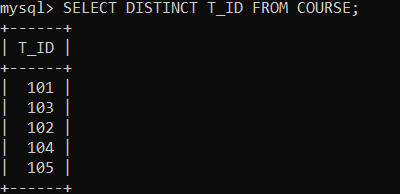 mysql> SELECT DISTINCT T_ID FROM COURSE;
+------+
| T_ID |
+------+
|  101 |
|  103 |
|  102 |
|  104 |
|  105 |
+------+